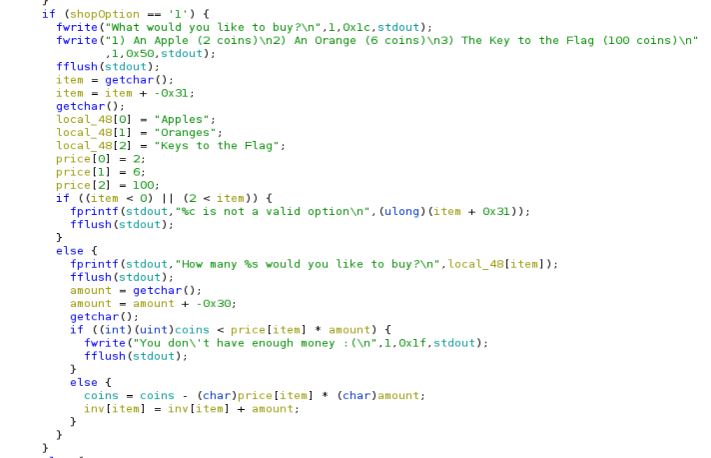 }
if (shopOption == '1') {
fwrite("What would you like to buy?\n",1,0x1c,stdout);
fwrite("1) An Apple (2 coins)\n2) An Orange (6 coins)\n3) The Key to the Flag (100 coins)\n"
,1,0x50,stdout);
fflush(stdout);
item = getchar();
item = item + -0x31;
getchar();
local_48[0] = "Apples";
local_48[1] = "Oranges";
local_48[2] = "Keys to the Flag";
price[0] = 2;
price[1] = 6;
price[2] = 100;
if ((item < 0) || (2 < item)) {
fprintf(stdout,"%c is not a valid option\n",(ulong)(item + 0x31));
fflush(stdout);
}
else {
fprintf(stdout,"How many %s would you like to buy?\n",local_48[item]);
fflush(stdout);
amount = getchar();
amount = amount + -0x30;
getchar();
if ((int)(uint)coins < price[item] * amount) {
fwrite("You don\'t have enough money :(\n",1,0x1f,stdout);
fflush(stdout);
}
else {
coins = coins - (char)price[item] * (char)amount;
inv[item] = inv[item] + amount;
}
}
}